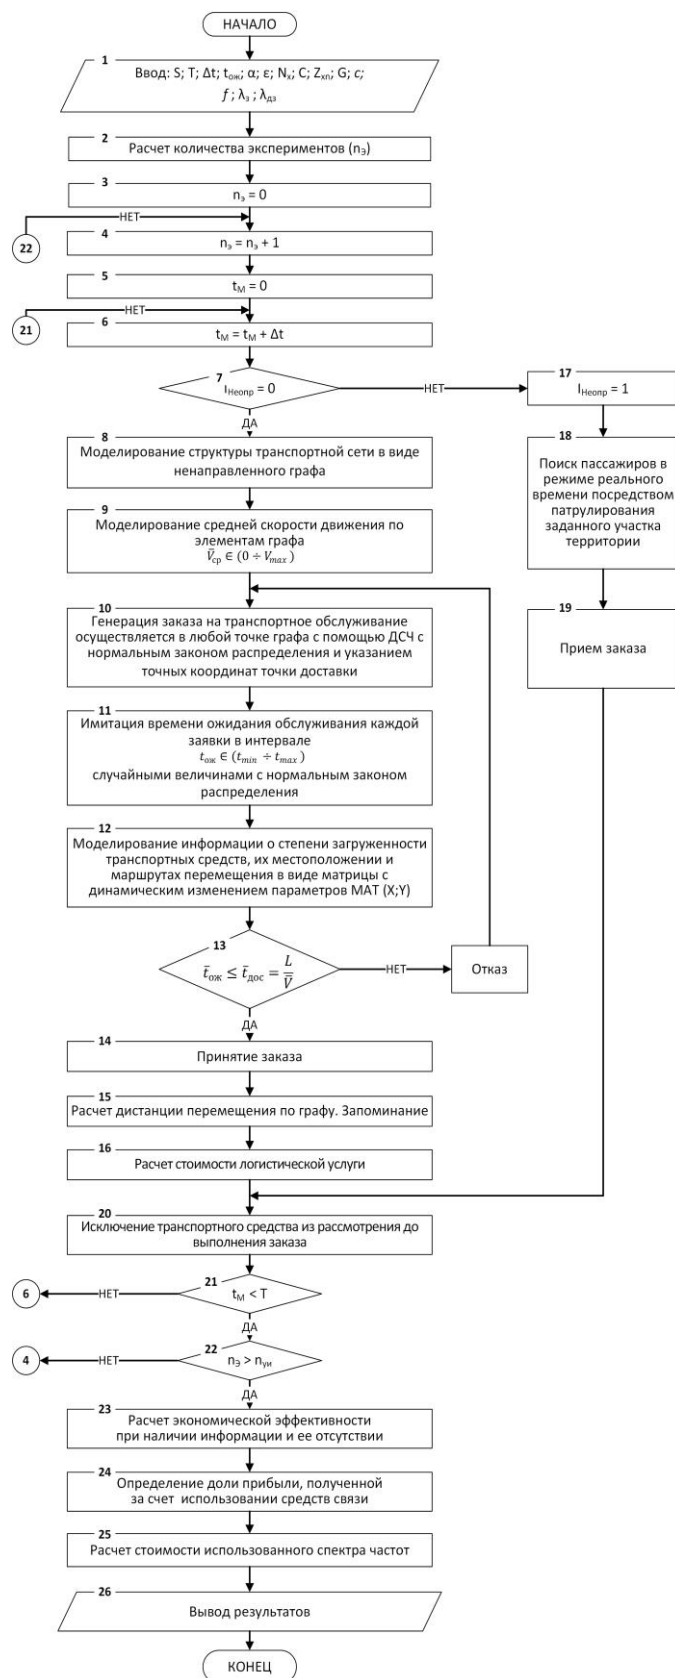 НАЧАЛО
1
Ввод: S; T; Δt; tож; α; ε; Nx; C; Zхп; G; c;
f ; λз ; λдз
2
Расчет количества экспериментов (nЭ)
3
nэ = 0
НЕТ
22
4
nэ = nэ + 1
5
tМ = 0
НЕТ
21
6
tМ = tМ + Δt
7
IНеопр = 0
НЕТ
ДА
17
IНеопр = 1
8
Моделирование структуры транспортной сети в виде
ненаправленного графа
18
Поиск пассажиров в
режиме реального
времени посредством
патрулирования
заданного участка
территории
9
Моделирование средней скорости движения по
элементам графа
V̄ср ∈ (0 ÷ Vmax )
10
Генерация заказа на транспортное обслуживание
осуществляется в любой точке графа с помощью ДСЧ с
нормальным законом распределения и указанием
точных координат точки доставки
19
Прием заказа
11
Имитация времени ожидания обслуживания каждой
заявки в интервале
tож ∈ (tmin ÷ tmax )
случайными величинами с нормальным законом
распределения
12
Моделирование информации о степени загруженности
транспортных средств, их местоположении и
маршрутах перемещения в виде матрицы с
динамическим изменением параметров МАТ (X;Y)
13
t̄ож ≤ t̄дос = L/V̄
НЕТ
Отказ
ДА
14
Принятие заказа
15
Расчет дистанции перемещения по графу. Запоминание
16
Расчет стоимости логистической услуги
20
Исключение транспортного средства из рассмотрения до
выполнения заказа
21
tМ < T
НЕТ
6
ДА
22
nЭ > nуи
НЕТ
4
ДА
23
Расчет экономической эффективности
при наличии информации и ее отсутствии
24
Определение доли прибыли, полученной
за счет использовании средств связи
25
Расчет стоимости использованного спектра частот
26
Вывод результатов
КОНЕЦ